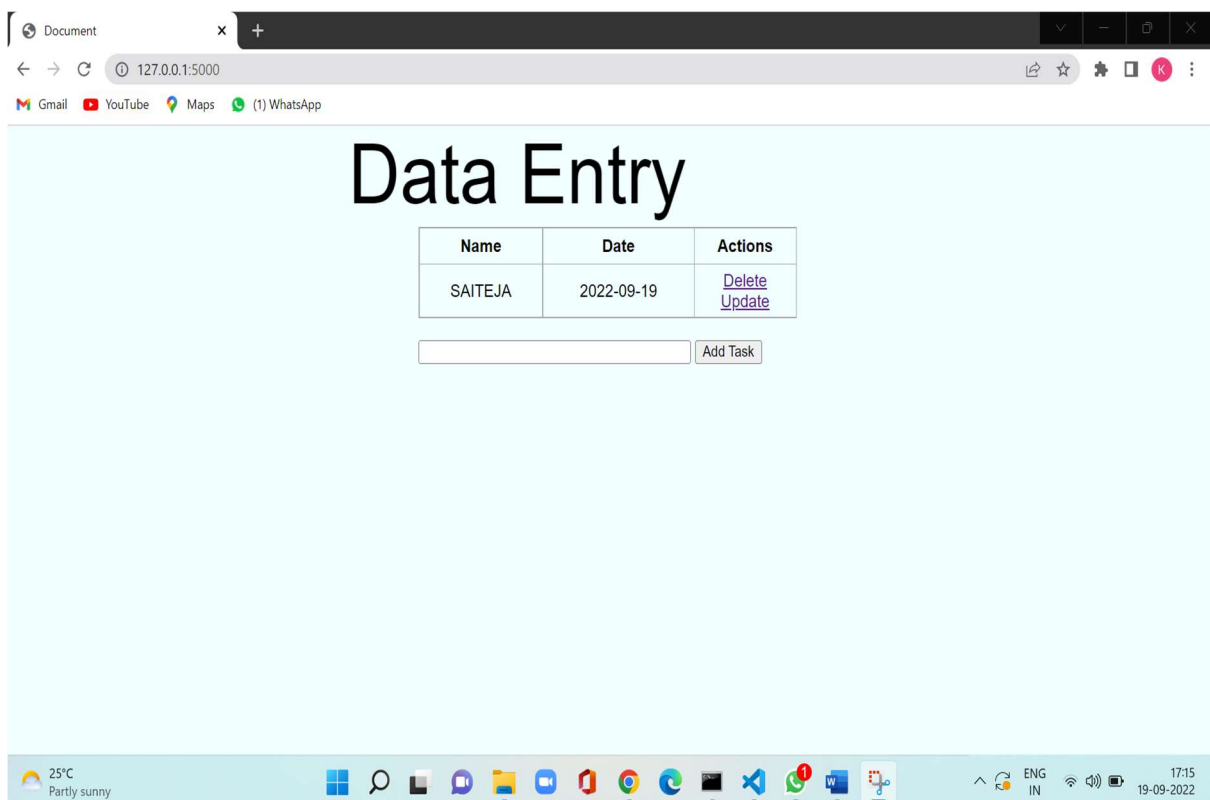 Document
127.0.0.1:5000
K
Gmail YouTube Maps (1) WhatsApp
Data Entry
Name Date Actions
SAITEJA 2022-09-19 Delete
Update
Add Task
25°C
Partly sunny
1
W
ENG
IN
17:15
19-09-2022